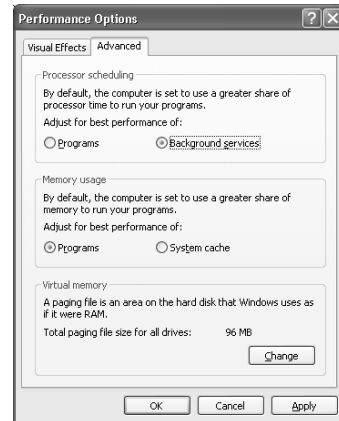 Performance Options
Visual Effects Advanced
Processor scheduling
By default, the computer is set to use a greater share of
processor time to run your programs.
Adjust for best performance of:
Programs Background services
Memory usage
By default, the computer is set to use a greater share of
memory to run your programs.
Adjust for best performance of:
Programs System cache
Virtual memory
A paging file is an area on the hard disk that Windows uses as
if it were RAM.
Total paging file size for all drives: 96 MB
Change
OK Cancel Apply